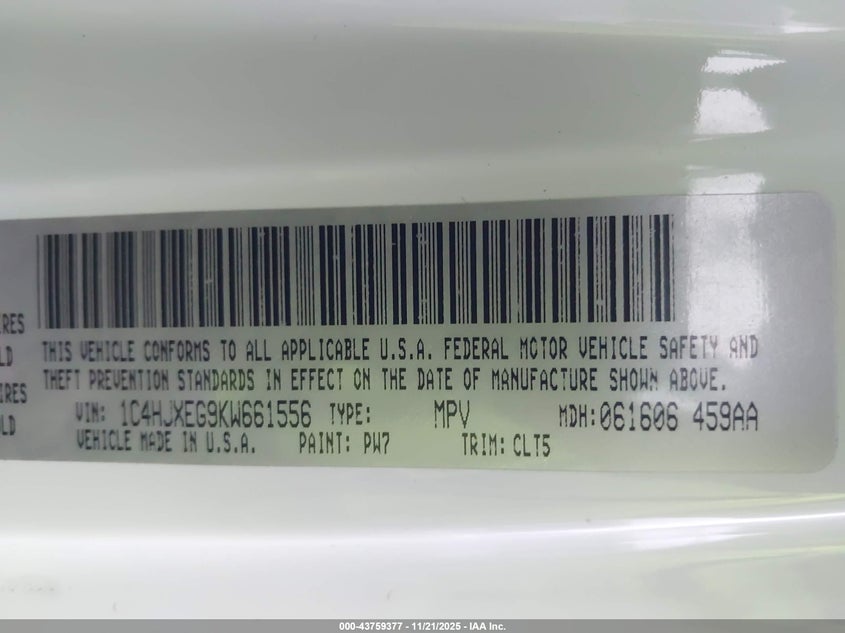 IRES
LD
IRES
LD
THIS VEHICLE CONFORMS TO ALL APPLICABLE U.S.A. FEDERAL MOTOR VEHICLE SAFETY AND
THEFT PREVENTION STANDARDS IN EFFECT ON THE DATE OF MANUFACTURE SHOWN ABOVE.
VIN: 1C4HJXEG9KW661556 TYPE: MPV MDH: 061606 459AA
VEHICLE MADE IN U.S.A. PAINT: PW7 TRIM: CLT5
000-43759377 - 11/21/2025 - IAA Inc.